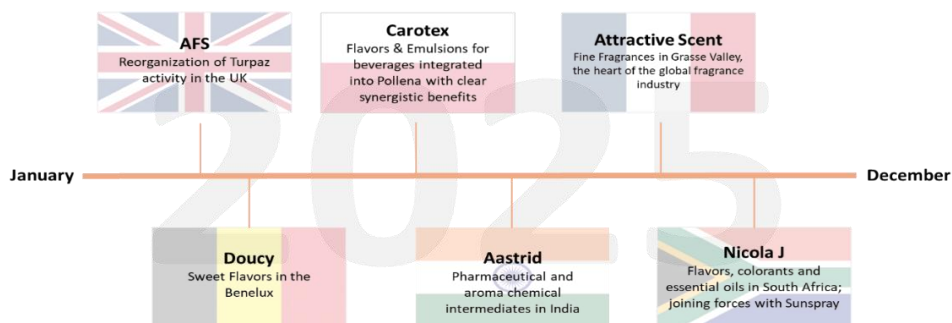 2025
AFS
Reorganization of Turpaz
activity in the UK
Carotex
Flavors & Emulsions for
beverages integrated
into Pollena with clear
synergistic benefits
Attractive Scent
Fine Fragrances in Grasse Valley,
the heart of the global fragrance
industry
January
December
Doucy
Sweet Flavors in the
Benelux
Aastrid
Pharmaceutical and
aroma chemical
intermediates in India
Nicola J
Flavors, colorants and
essential oils in South Africa;
joining forces with Sunspray